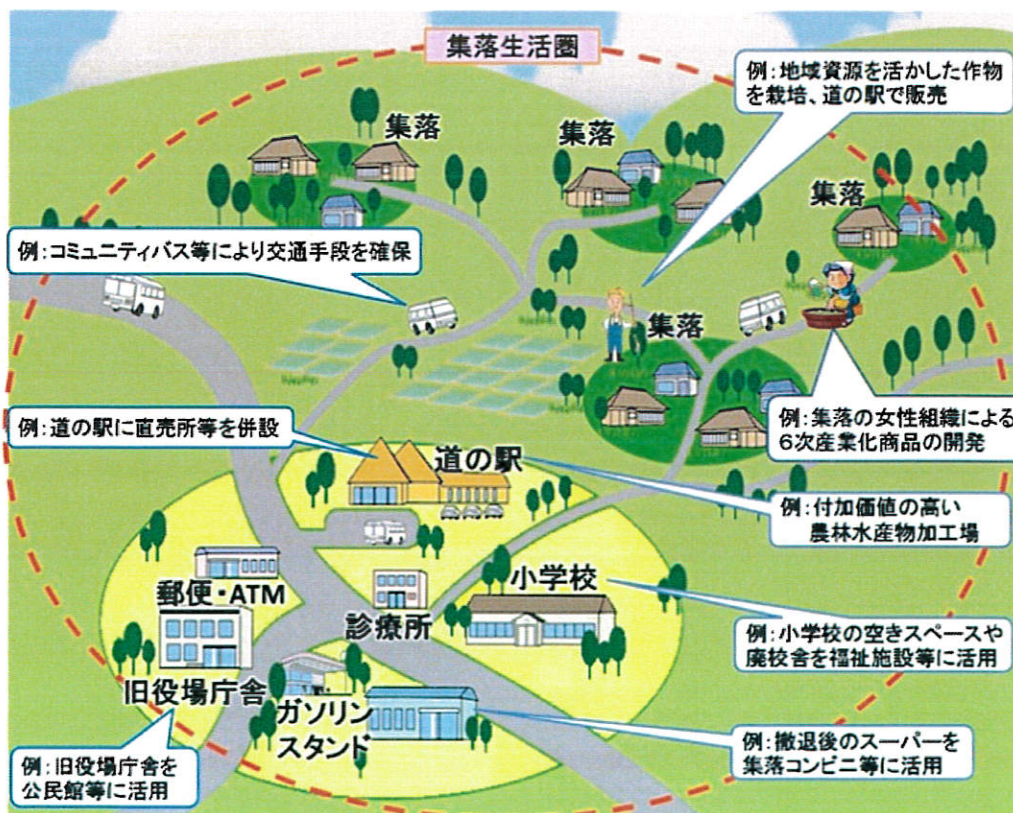 集落生活圏
例：地域資源を活かした作物
を栽培、道の駅で販売
集落
集落
集落
例：コミュニティバス等により交通手段を確保
集落
例：道の駅に直売所等を併設
例：集落の女性組織による
6次産業化商品の開発
道の駅
例：付加価値の高い
農林水産物加工場
郵便・ATM
診療所
小学校
例：小学校の空きスペースや
廃校舎を福祉施設等に活用
旧役場庁舎
ガソリン
スタンド
例：撤退後のスーパーを
集落コンビニ等に活用
例：旧役場庁舎を
公民館等に活用